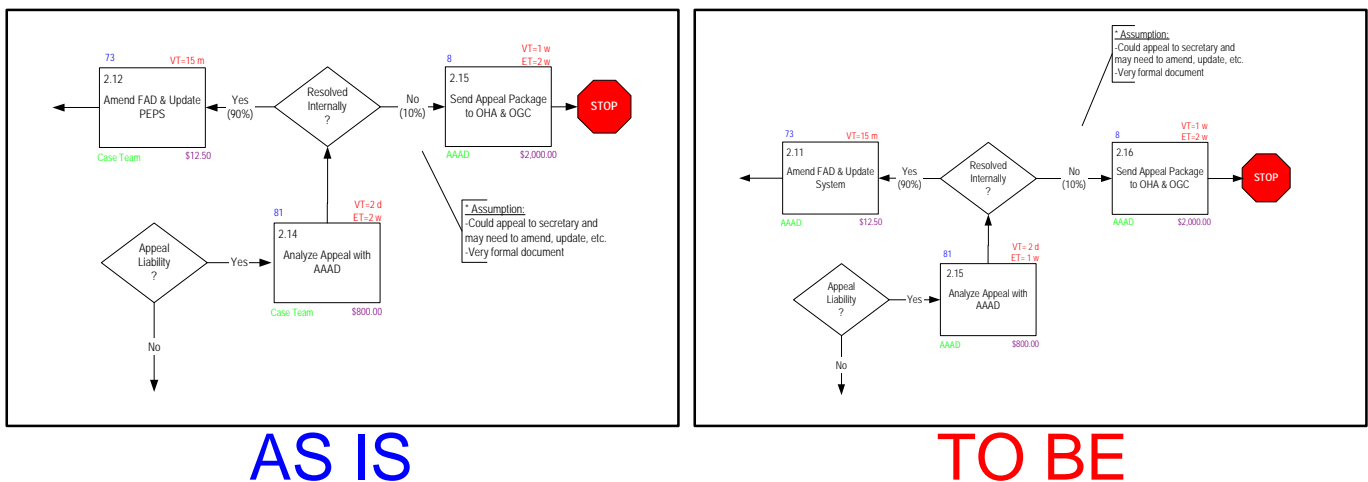 73
VT=15 m
2.12
Amend FAD & Update
PEPS
Case Team
$12.50
Yes
(90%)
Resolved
Internally
?
No
(10%)
8
VT=1 w
ET=2 w
2.15
Send Appeal Package
to OHA & OGC
AAAD
$2,000.00
STOP
* Assumption:
-Could appeal to secretary and
may need to amend, update, etc.
-Very formal document
81
VT=2 d
ET=2 w
2.14
Analyze Appeal with
AAAD
Case Team
$800.00
Appeal
Liability
?
Yes
No
AS IS
* Assumption:
-Could appeal to secretary and
may need to amend, update, etc.
-Very formal document
73
VT=15 m
2.11
Amend FAD & Update
System
AAAD
$12.50
Yes
(90%)
Resolved
Internally
?
No
(10%)
8
VT=1 w
ET=2 w
2.16
Send Appeal Package
to OHA & OGC
AAAD
$2,000.00
STOP
81
VT= 2 d
ET= 1 w
2.15
Analyze Appeal with
AAAD
AAAD
$800.00
Appeal
Liability
?
Yes
No
TO BE